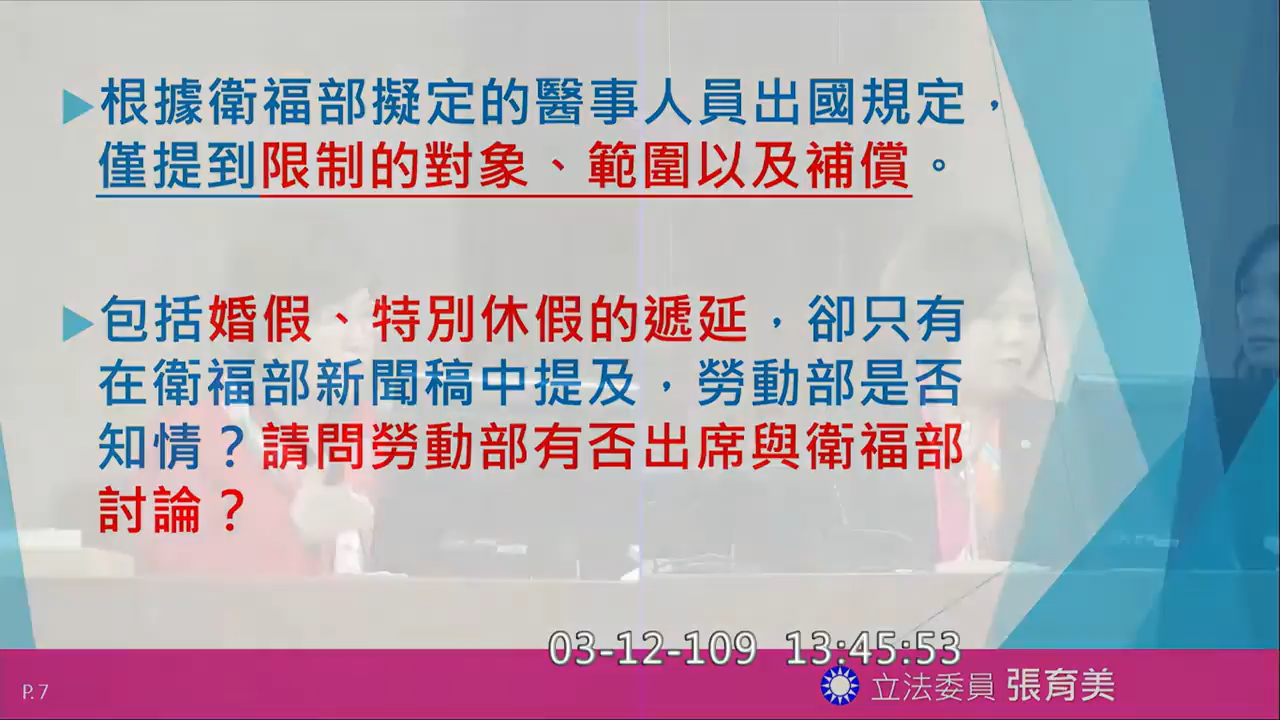 根據衛福部擬定的醫事人員出國規定，
僅提到限制的對象、範圍以及補償。
包括婚假、特別休假的遞延，卻只有
在衛福部新聞稿中提及，勞動部是否
知情？請問勞動部有否出席與衛福部
討論？
03-12-109 13:45:53
P.7
立法委員 張育美